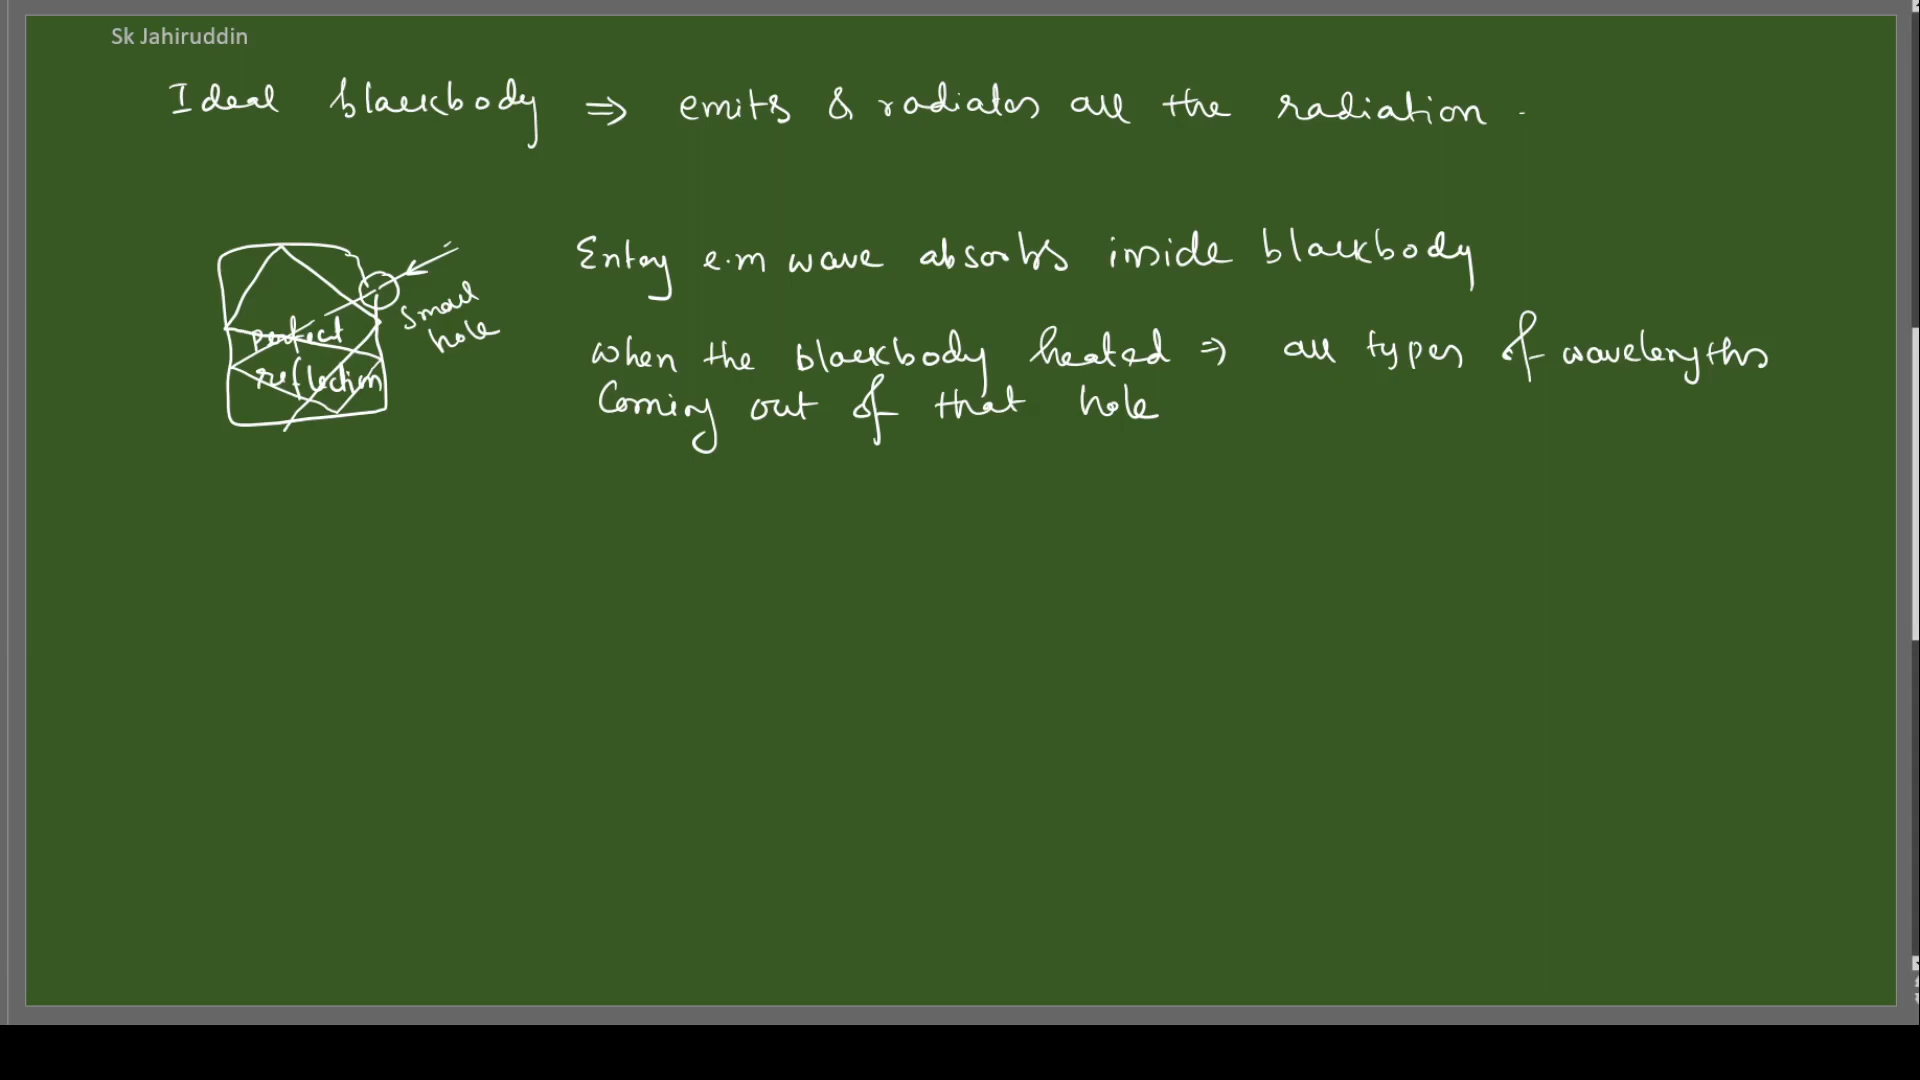 Sk Jahiruddin
Ideal blackbody ⇒ emits & radiates all the radiation.
Entry e.m wave absorbs inside blackbody
small
hole
perfect
reflection
when the blackbody heated ⇒ all types of wavelengths
Coming out of that hole